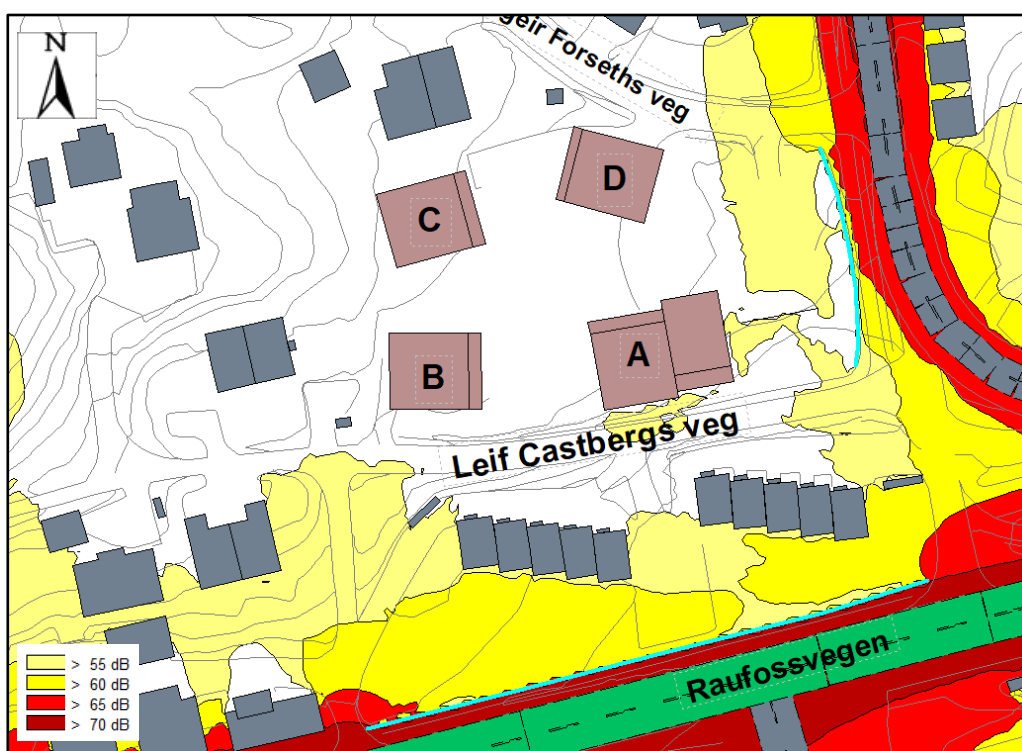 N
geir Forseths veg
D
C
A
B
Leif Castbergs veg
Raufossvegen
> 55 dB
> 60 dB
> 65 dB
> 70 dB